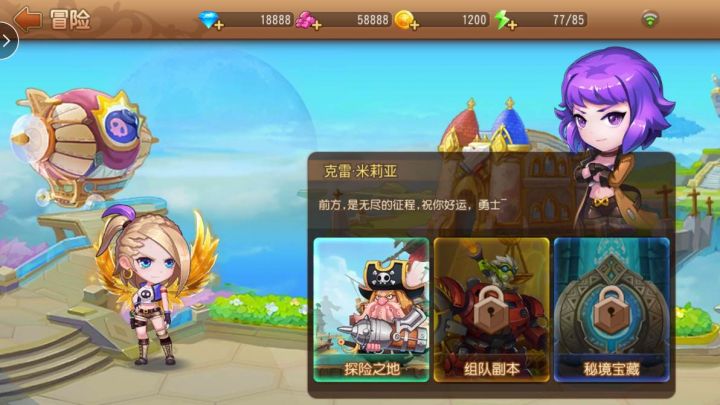 冒险
18888
58888
1200
77/85
克雷·米莉亚
前方,是无尽的征程,祝你好运，勇士~
探险之地
组队副本
秘境宝藏